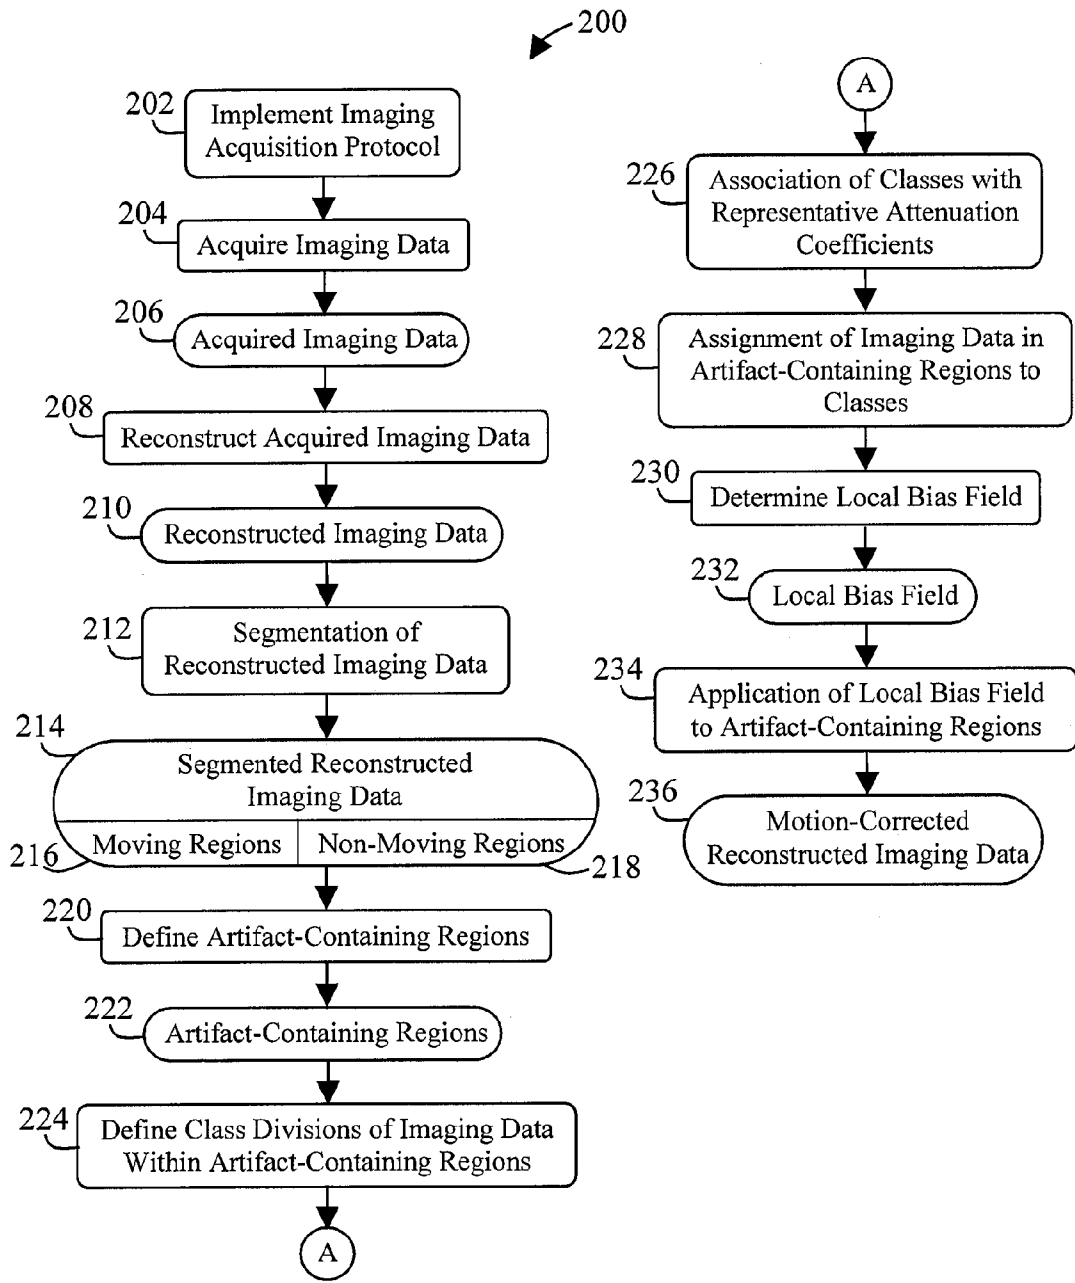 200
202
Implement Imaging
Acquisition Protocol
204
Acquire Imaging Data
206
Acquired Imaging Data
208
Reconstruct Acquired Imaging Data
210
Reconstructed Imaging Data
212
Segmentation of
Reconstructed Imaging Data
214
Segmented Reconstructed
Imaging Data
Moving Regions
Non-Moving Regions
216
218
220
Define Artifact-Containing Regions
222
Artifact-Containing Regions
224
Define Class Divisions of Imaging Data
Within Artifact-Containing Regions
A
A
226
Association of Classes with
Representative Attenuation
Coefficients
228
Assignment of Imaging Data in
Artifact-Containing Regions to
Classes
230
Determine Local Bias Field
232
Local Bias Field
234
Application of Local Bias Field
to Artifact-Containing Regions
236
Motion-Corrected
Reconstructed Imaging Data